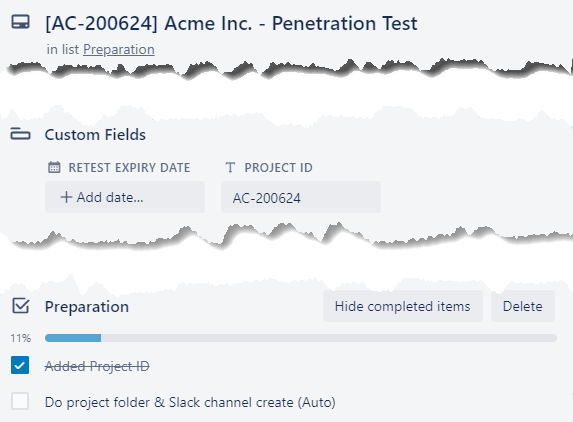 [AC-200624] Acme Inc. - Penetration Test
in list Preparation
Custom Fields
RETEST EXPIRY DATE T PROJECT ID
+ Add date... AC-200624
Preparation Hide completed items Delete
11%
Added Project ID
Do project folder & Slack channel create (Auto)